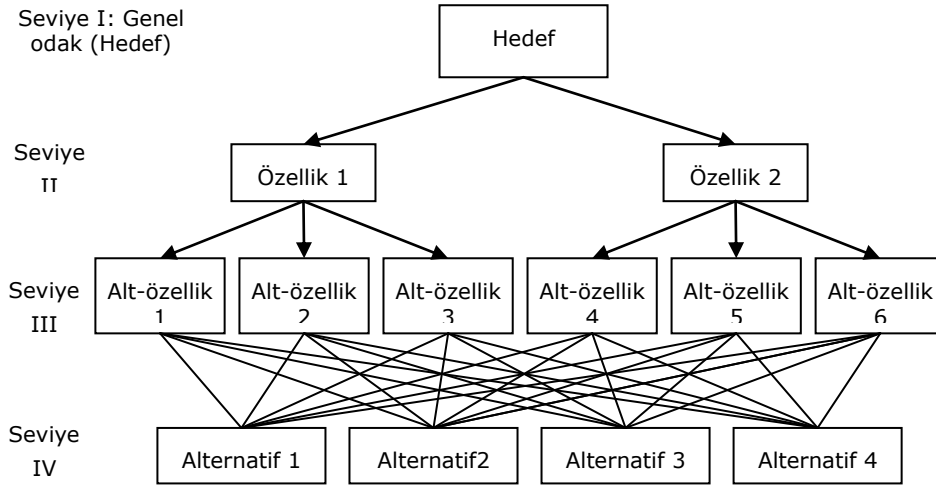 Seviye I: Genel
odak (Hedef)
Hedef
Seviye
II
Özellik 1
Özellik 2
Seviye
III
Alt-özellik
1
Alt-özellik
2
Alt-özellik
3
Alt-özellik
4
Alt-özellik
5
Alt-özellik
6
Seviye
IV
Alternatif 1
Alternatif2
Alternatif 3
Alternatif 4